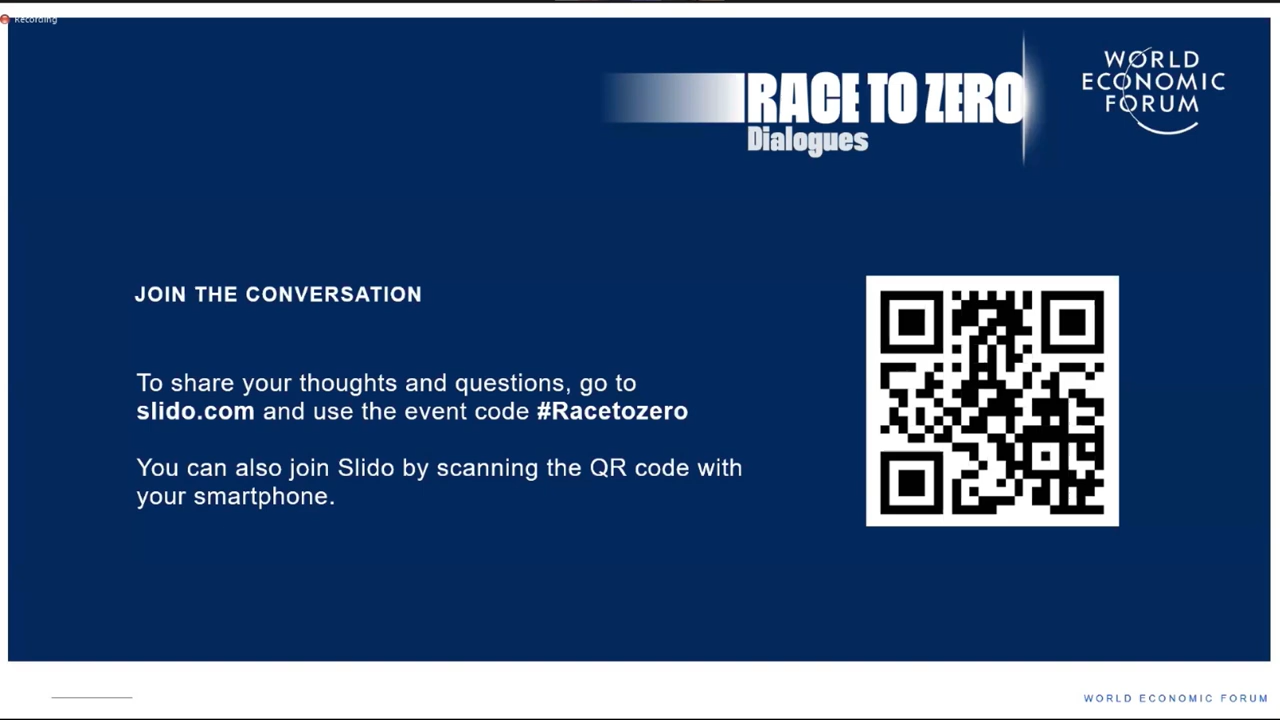 Recording
RACE TO ZERO
Dialogues
WORLD
ECONOMIC
FORUM
JOIN THE CONVERSATION
To share your thoughts and questions, go to
slido.com and use the event code #Racetozero
You can also join Slido by scanning the QR code with
your smartphone.
WORLD ECONOMIC FORUM